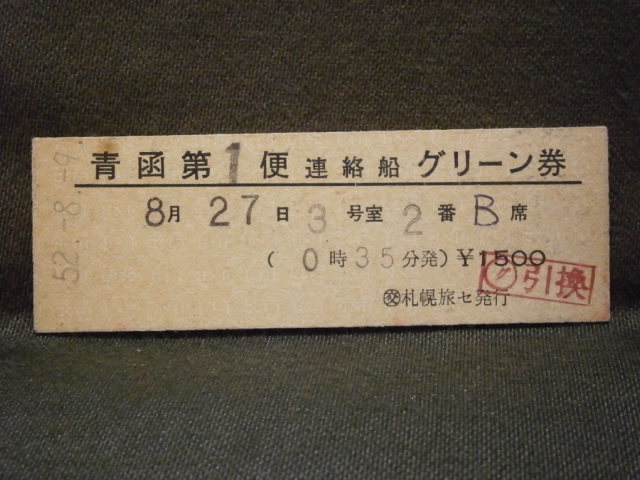 青函第1便連絡船グリーン券
8月27日3号室2番B席
(0時35分発)¥1500
㋗引換
㊋札幌旅セ発行
52.-8.-9